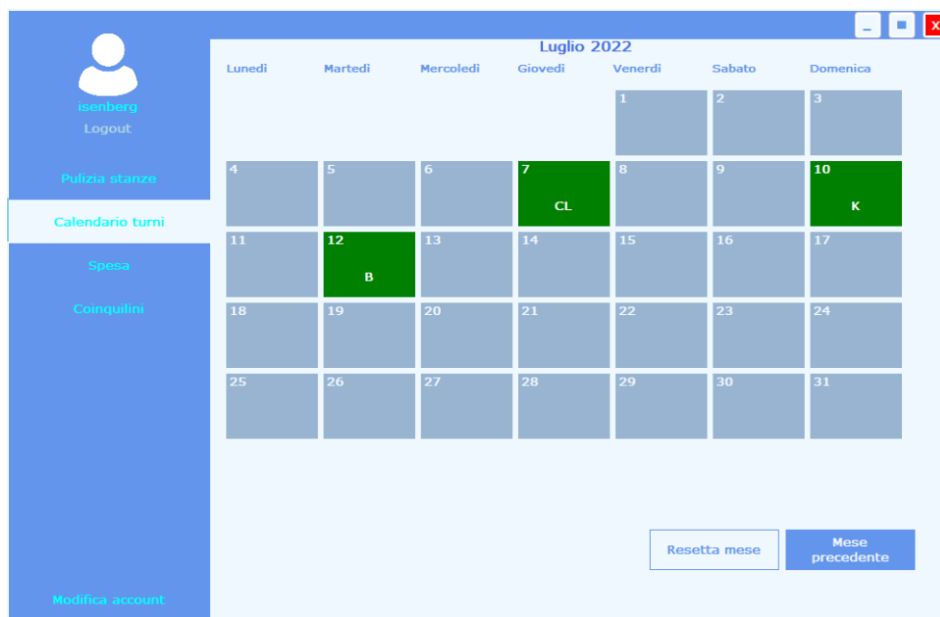 _ ■ X
isenberg
Logout
Pulizia stanze
Calendario turni
Spesa
Coinquilini
Modifica account
Luglio 2022
Lunedì Martedì Mercoledì Giovedì Venerdì Sabato Domenica
1 2 3
4 5 6 7 8 9 10
CL K
11 12 13 14 15 16 17
B
18 19 20 21 22 23 24
25 26 27 28 29 30 31
Resetta mese
Mese
precedente